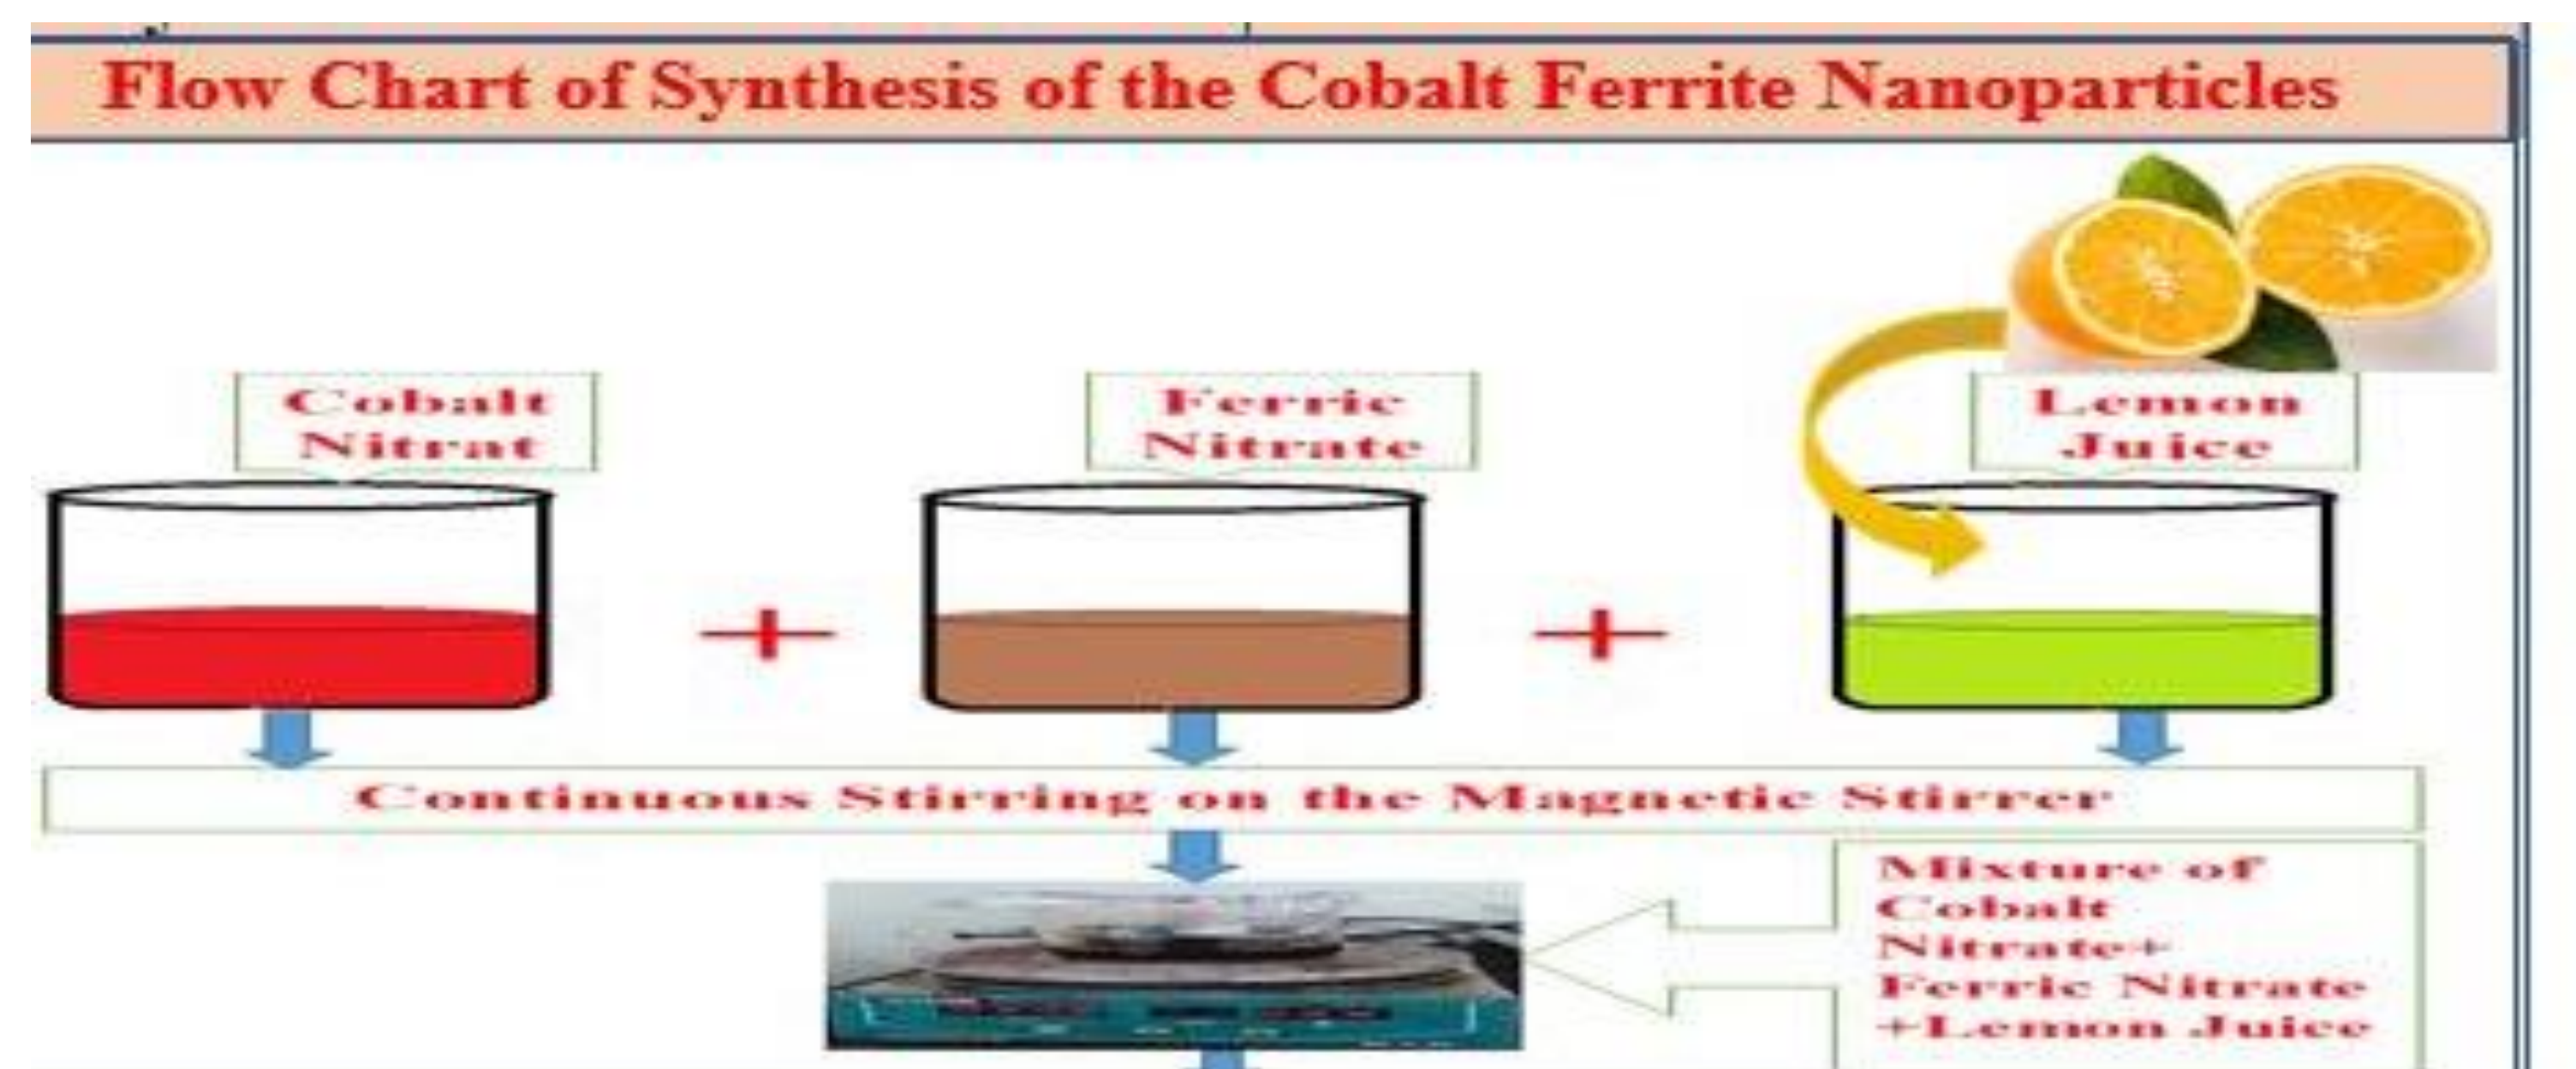 Flow Chart of Synthesis of the Cobalt Ferrite Nanoparticles
Cobalt
Nitrat
Ferric
Nitrate
Lemon
Juice
+
+
Continuous Stirring on the Magnetic Stirrer
Mixture of
Cobalt
Nitrate+
Ferric Nitrate
+Lemon Juice